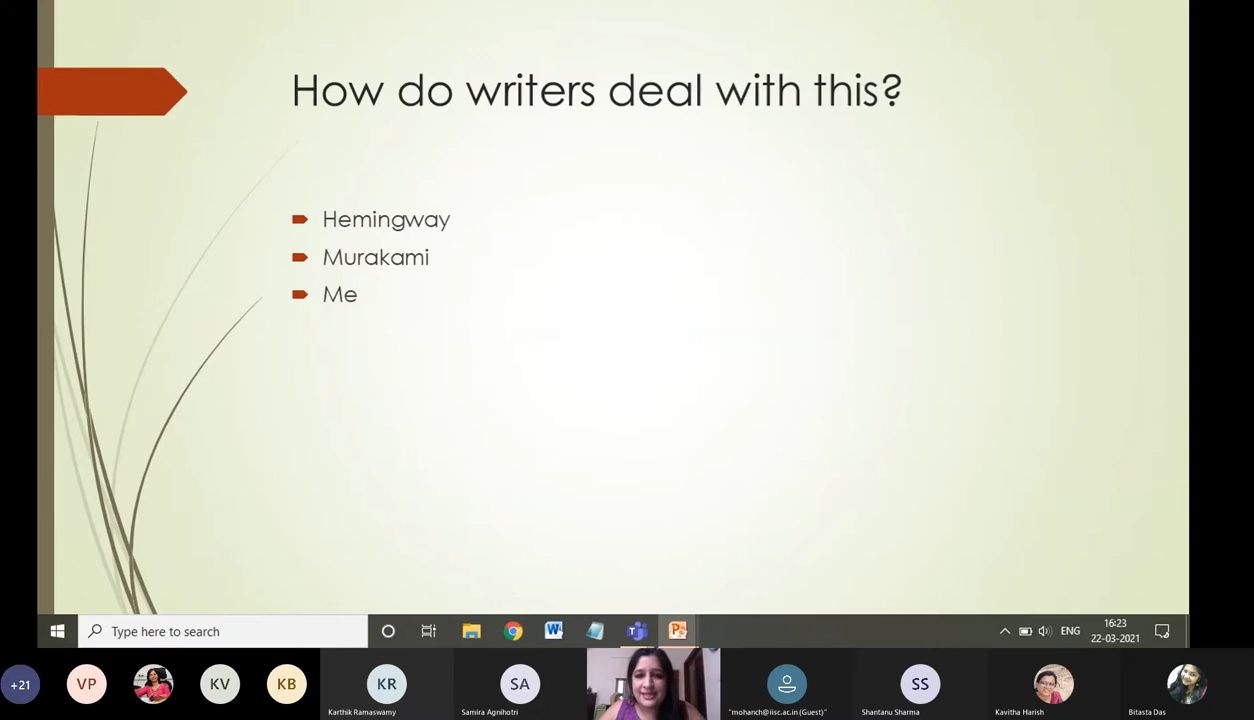 How do writers deal with this?
Hemingway
Murakami
Me
Type here to search
ENG
16:23
22-03-2021
+21
VP
KV
KB
KR
SA
SS
Karthik Ramaswamy
Samira Agnihotri
"mohanch@iisc.ac.in (Guest)"
Shantanu Sharma
Kavitha Harish
Bitasta Das